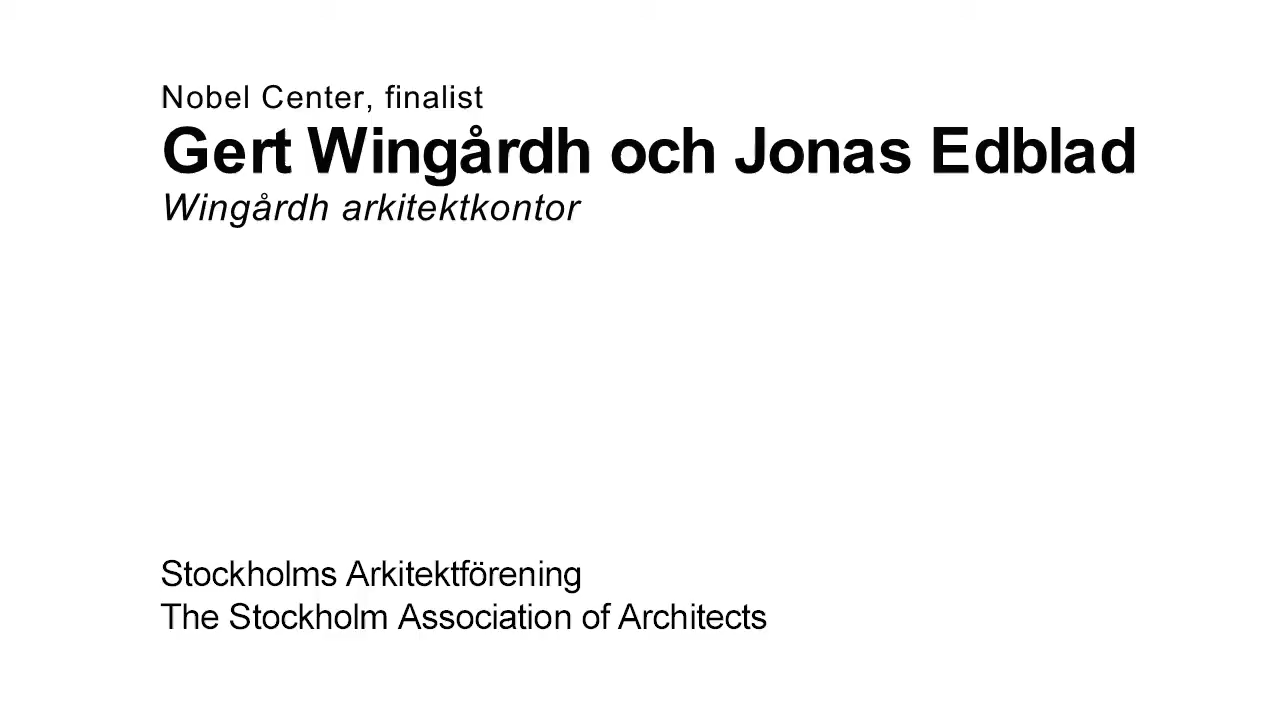 Nobel Center, finalist
Gert Wingårdh och Jonas Edblad
Wingårdh arkitektkontor
Stockholms Arkitektförening
The Stockholm Association of Architects